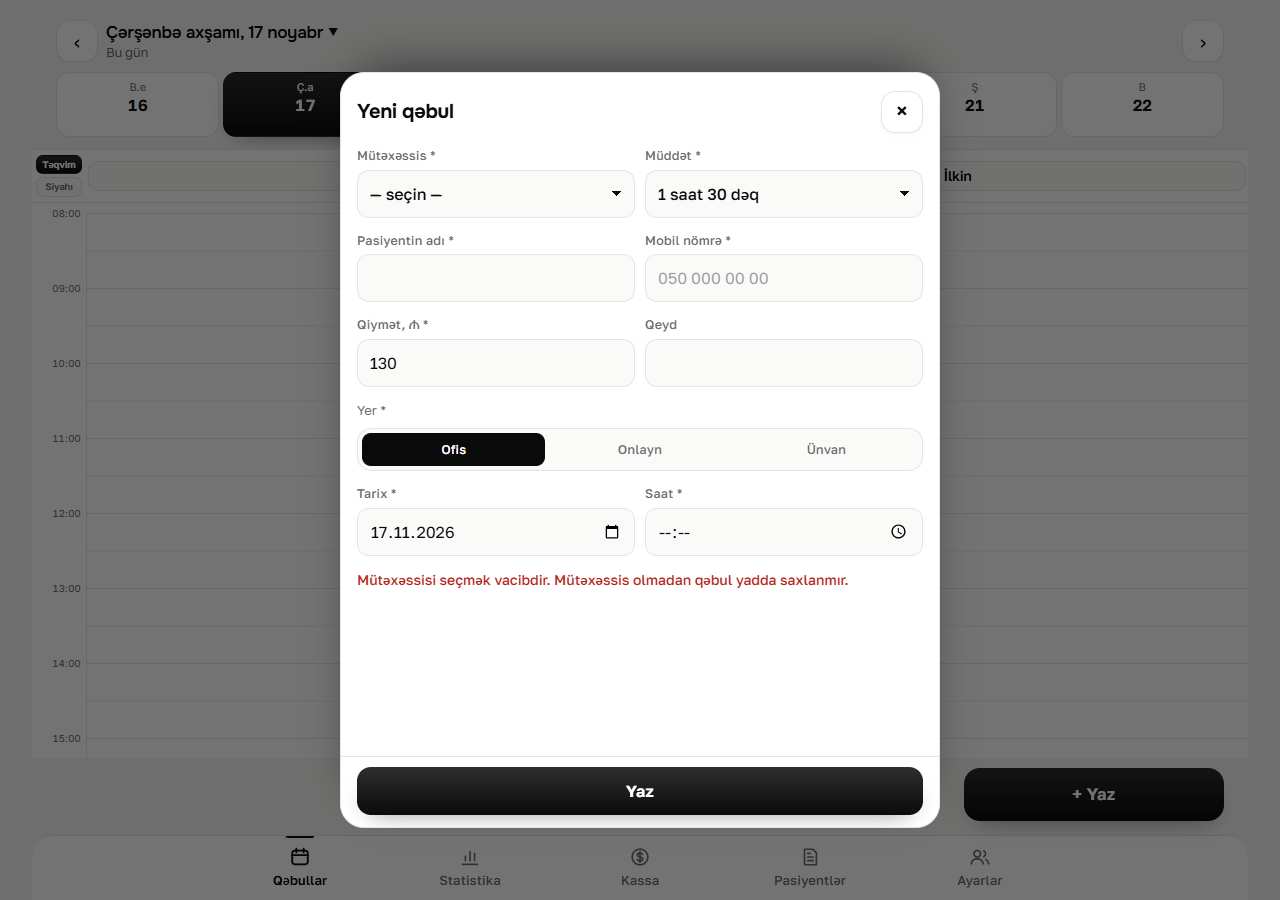 ‹
Çərşənbə axşamı, 17 noyabr ▼
Bu gün
›
B.e
16
Ç.a
17
Ş
21
B
22
Təqvim
Siyahı
İlkin
08:00
09:00
10:00
11:00
12:00
13:00
14:00
15:00
Yeni qəbul
×
Mütəxəssis *
Müddət *
— seçin —
1 saat 30 dəq
Pasiyentin adı *
Mobil nömrə *
050 000 00 00
Qiymət, ₼ *
Qeyd
130
Yer *
Ofis
Onlayn
Ünvan
Tarix *
Saat *
17.11.2026
--:--
Mütəxəssisi seçmək vacibdir. Mütəxəssis olmadan qəbul yadda saxlanmır.
Yaz
+ Yaz
Qəbullar
Statistika
Kassa
Pasiyentlər
Ayarlar